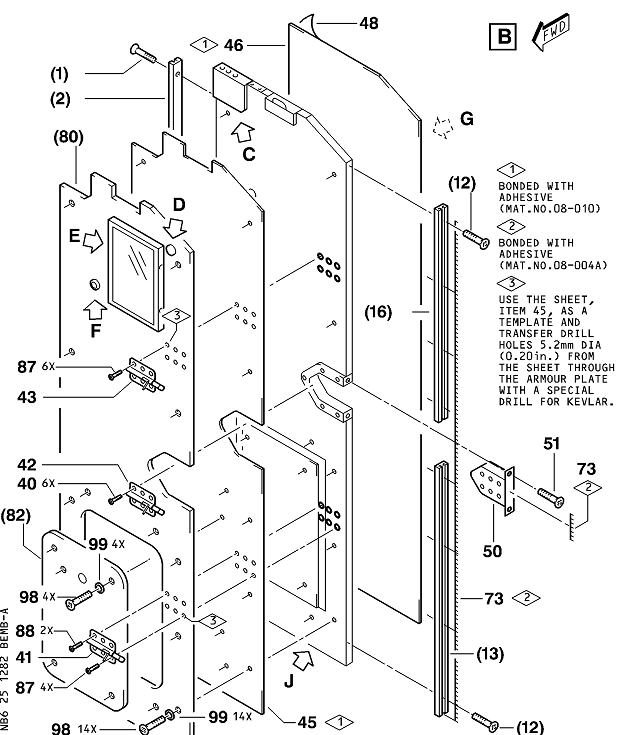 48
1 46
B
FWD
(1)
(2)
C
G
(80)
D
E
F
(12)
1
BONDED WITH
ADHESIVE
(MAT.NO.08-010)
2
BONDED WITH
ADHESIVE
(MAT.NO.08-004A)
3
USE THE SHEET,
ITEM 45, AS A
TEMPLATE AND
TRANSFER DRILL
HOLES 5.2mm DIA
(0.20in.) FROM
THE SHEET THROUGH
THE ARMOUR PLATE
WITH A SPECIAL
DRILL FOR KEVLAR.
(16)
3
87 6X
43
42
40 6X
51
73
2
50
(82)
99 4X
98 4X
88 2X
41
87 4X
3
73 2
(13)
J
98 14X
99 14X
45 1
(12)
NB6 25 1282 BEMB-A